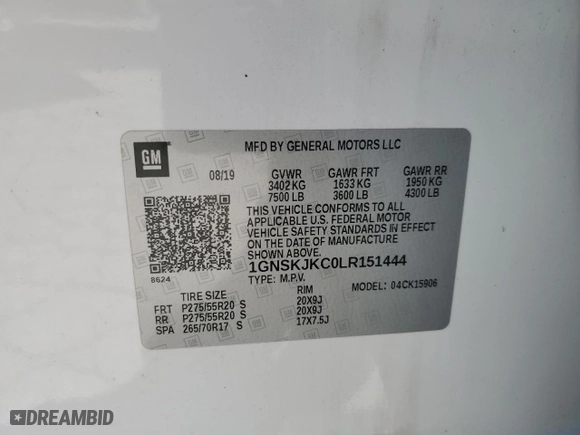 GM
MFD BY GENERAL MOTORS LLC
08/19 GVWR GAWR FRT GAWR RR
3402 KG 1633 KG 1950 KG
7500 LB 3600 LB 4300 LB
THIS VEHICLE CONFORMS TO ALL
APPLICABLE U.S. FEDERAL MOTOR
VEHICLE SAFETY STANDARDS IN EFFECT
ON THE DATE OF MANUFACTURE SHOWN ABOVE.
1GNSKJKC0LR151444
8624
TYPE: M.P.V. MODEL: 04CK15906
TIRE SIZE RIM
FRT P275/55R20 S 20X9J
RR P275/55R20 S 20X9J
SPA 265/70R17 S 17X7.5J
DREAMBID